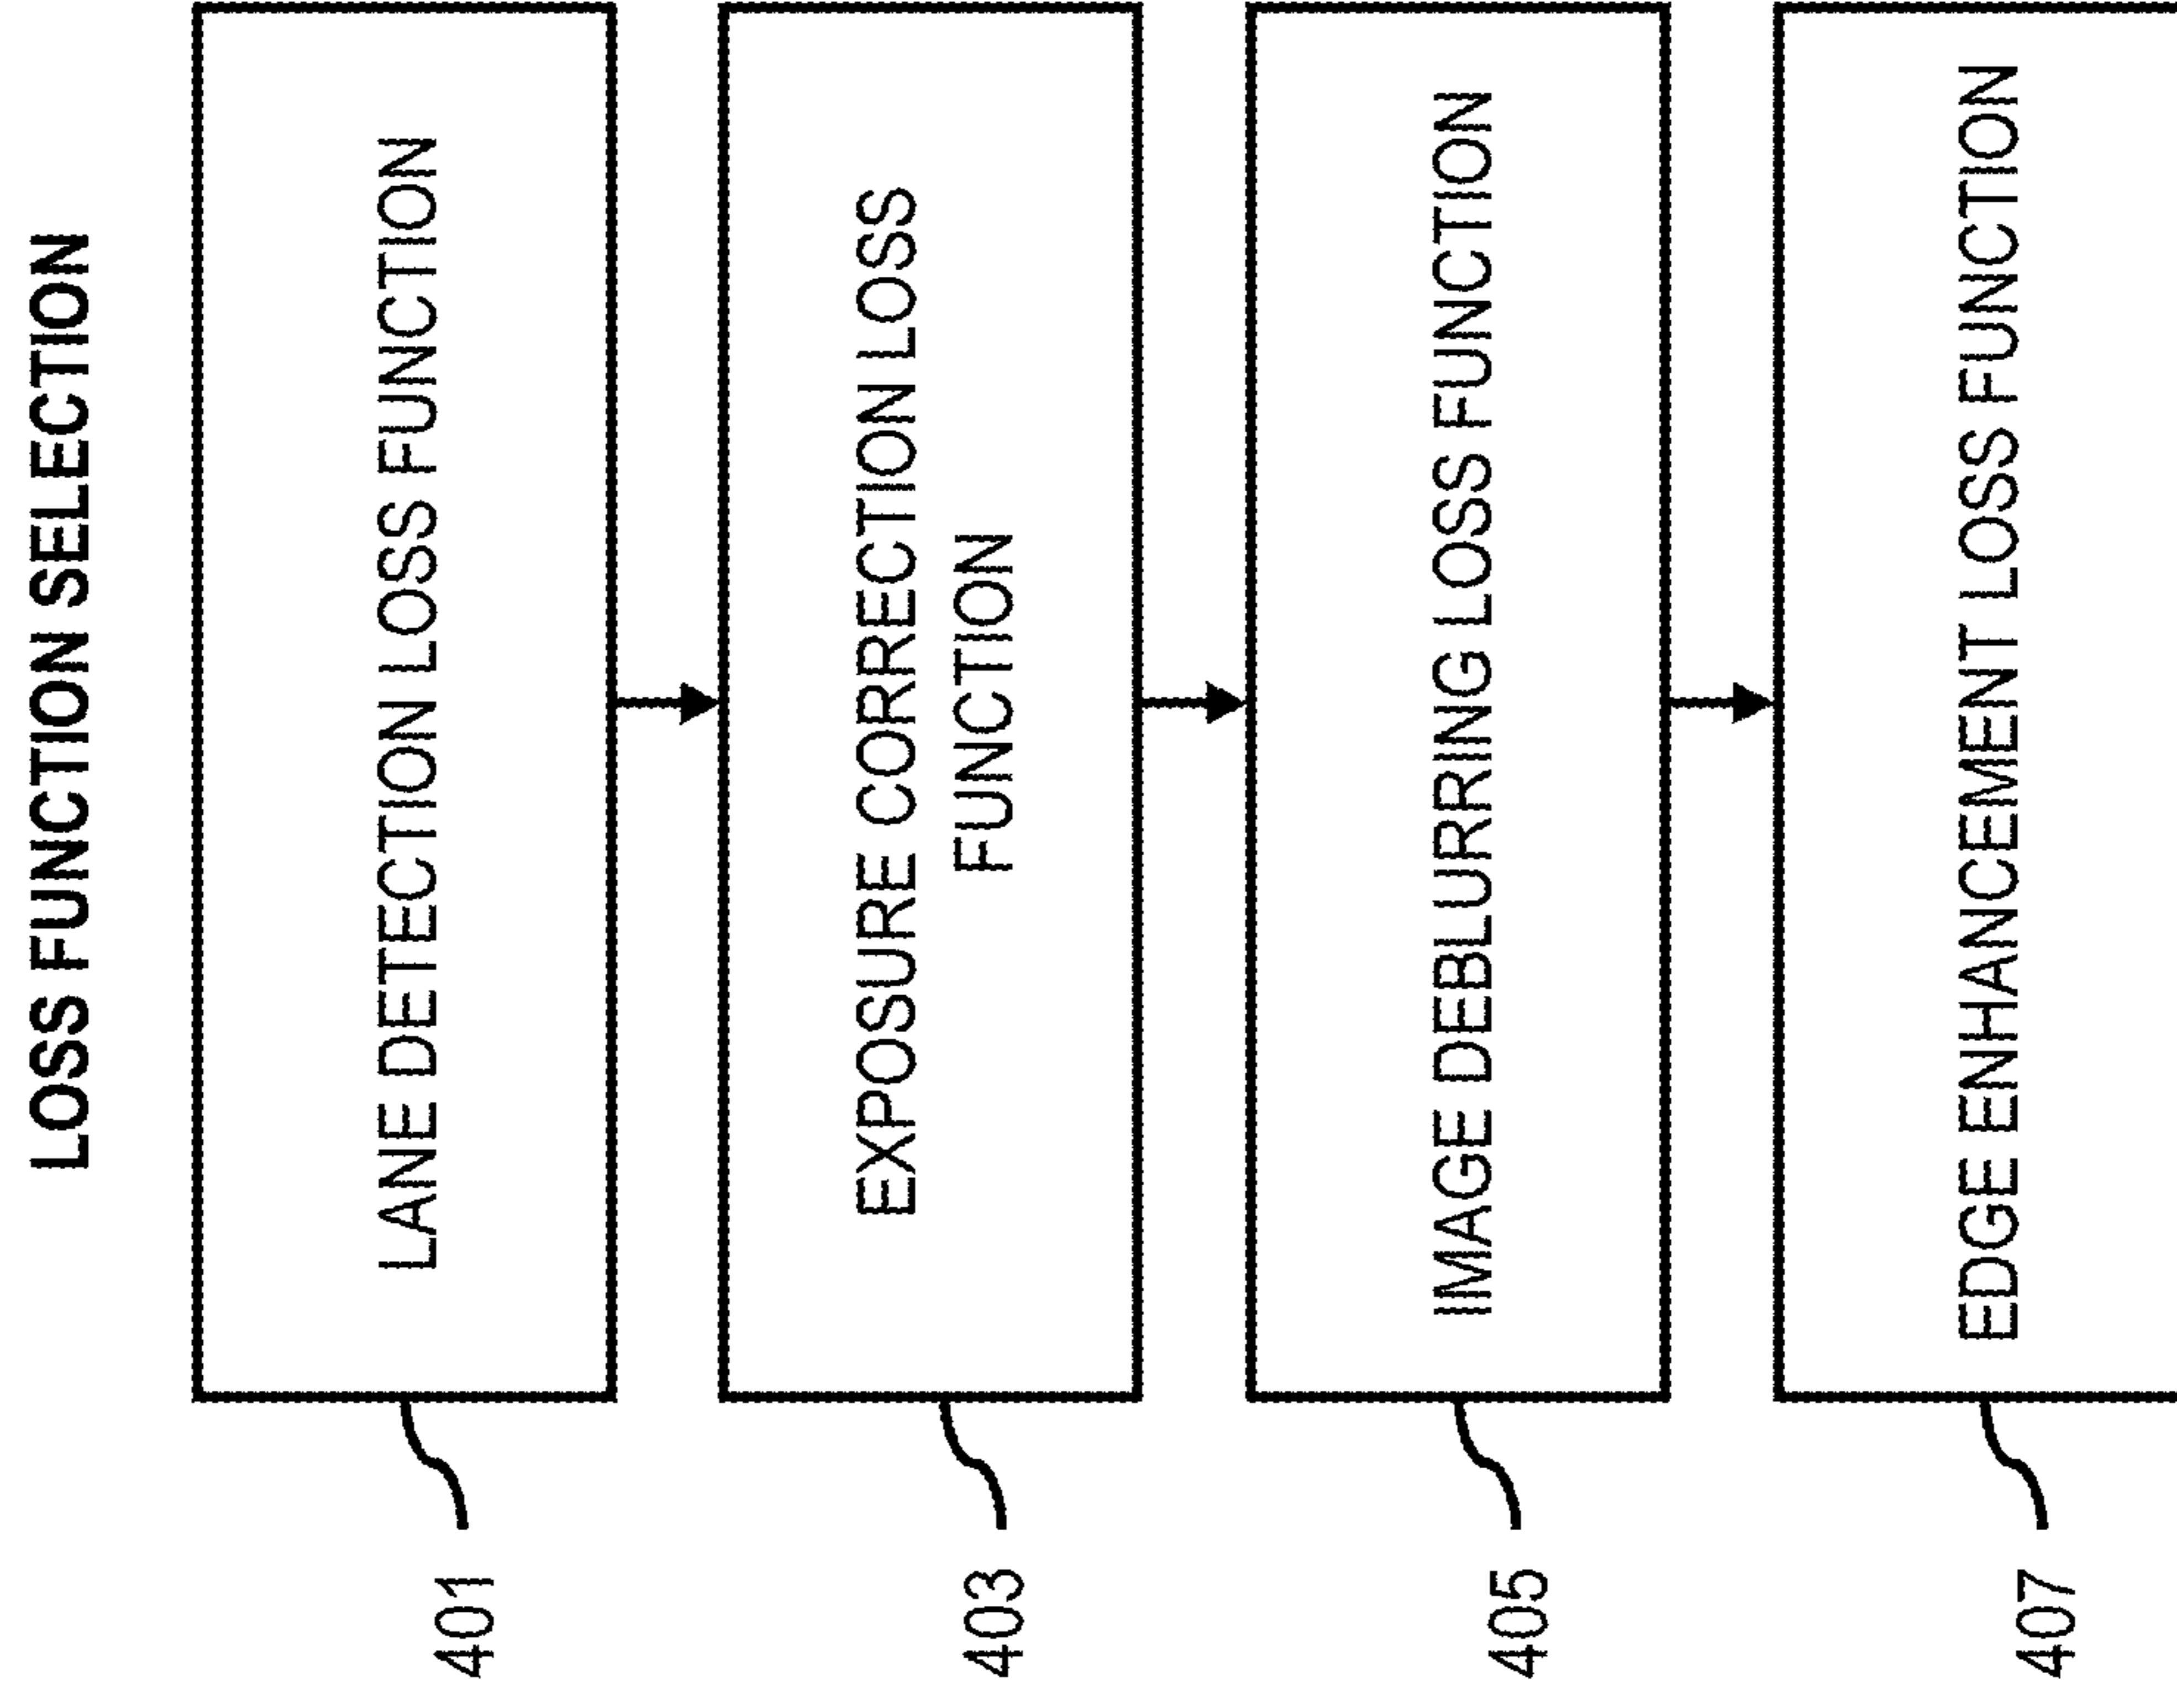 LOSS FUNCTION SELECTION
401
LANE DETECTION LOSS FUNCTION
403
EXPOSURE CORRECTION LOSS
FUNCTION
405
IMAGE DEBLURRING LOSS FUNCTION
407
EDGE ENHANCEMENT LOSS FUNCTION